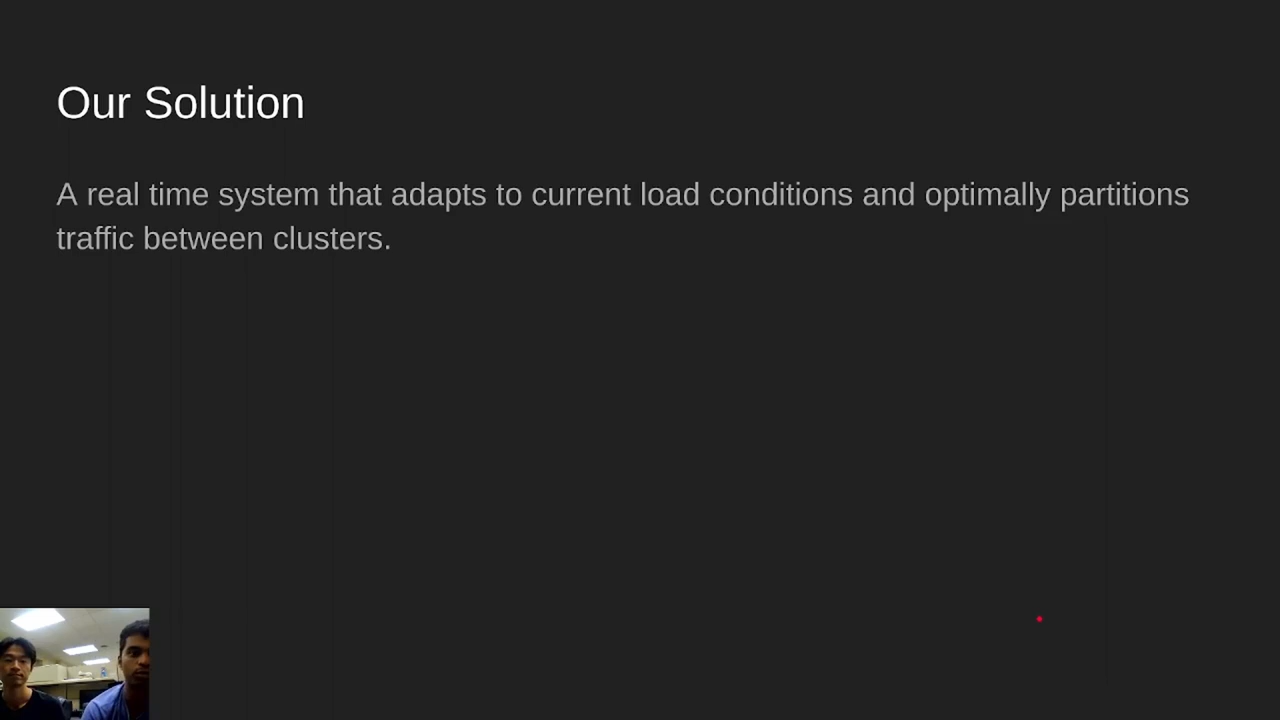 Our Solution
A real time system that adapts to current load conditions and optimally partitions
traffic between clusters.